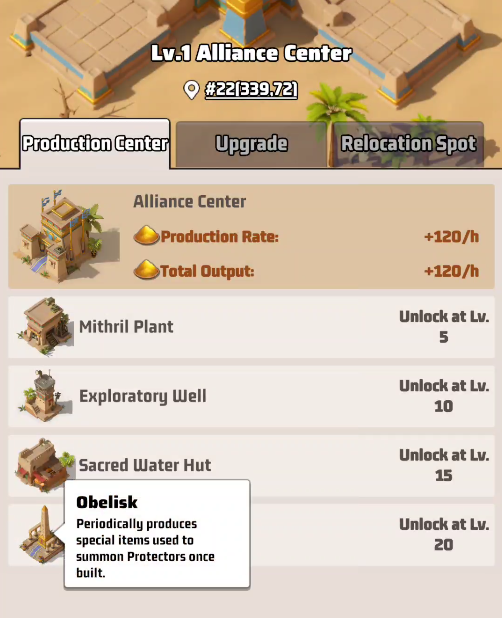 Lv.1 Alliance Center
#22(339,72)
Production Center
Upgrade
Relocation Spot
Alliance Center
Production Rate: +120/h
Total Output: +120/h
Mithril Plant
Unlock at Lv.
5
Exploratory Well
Unlock at Lv.
10
Sacred Water Hut
Unlock at Lv.
15
Obelisk
Periodically produces
special items used to
summon Protectors once
built.
Unlock at Lv.
20